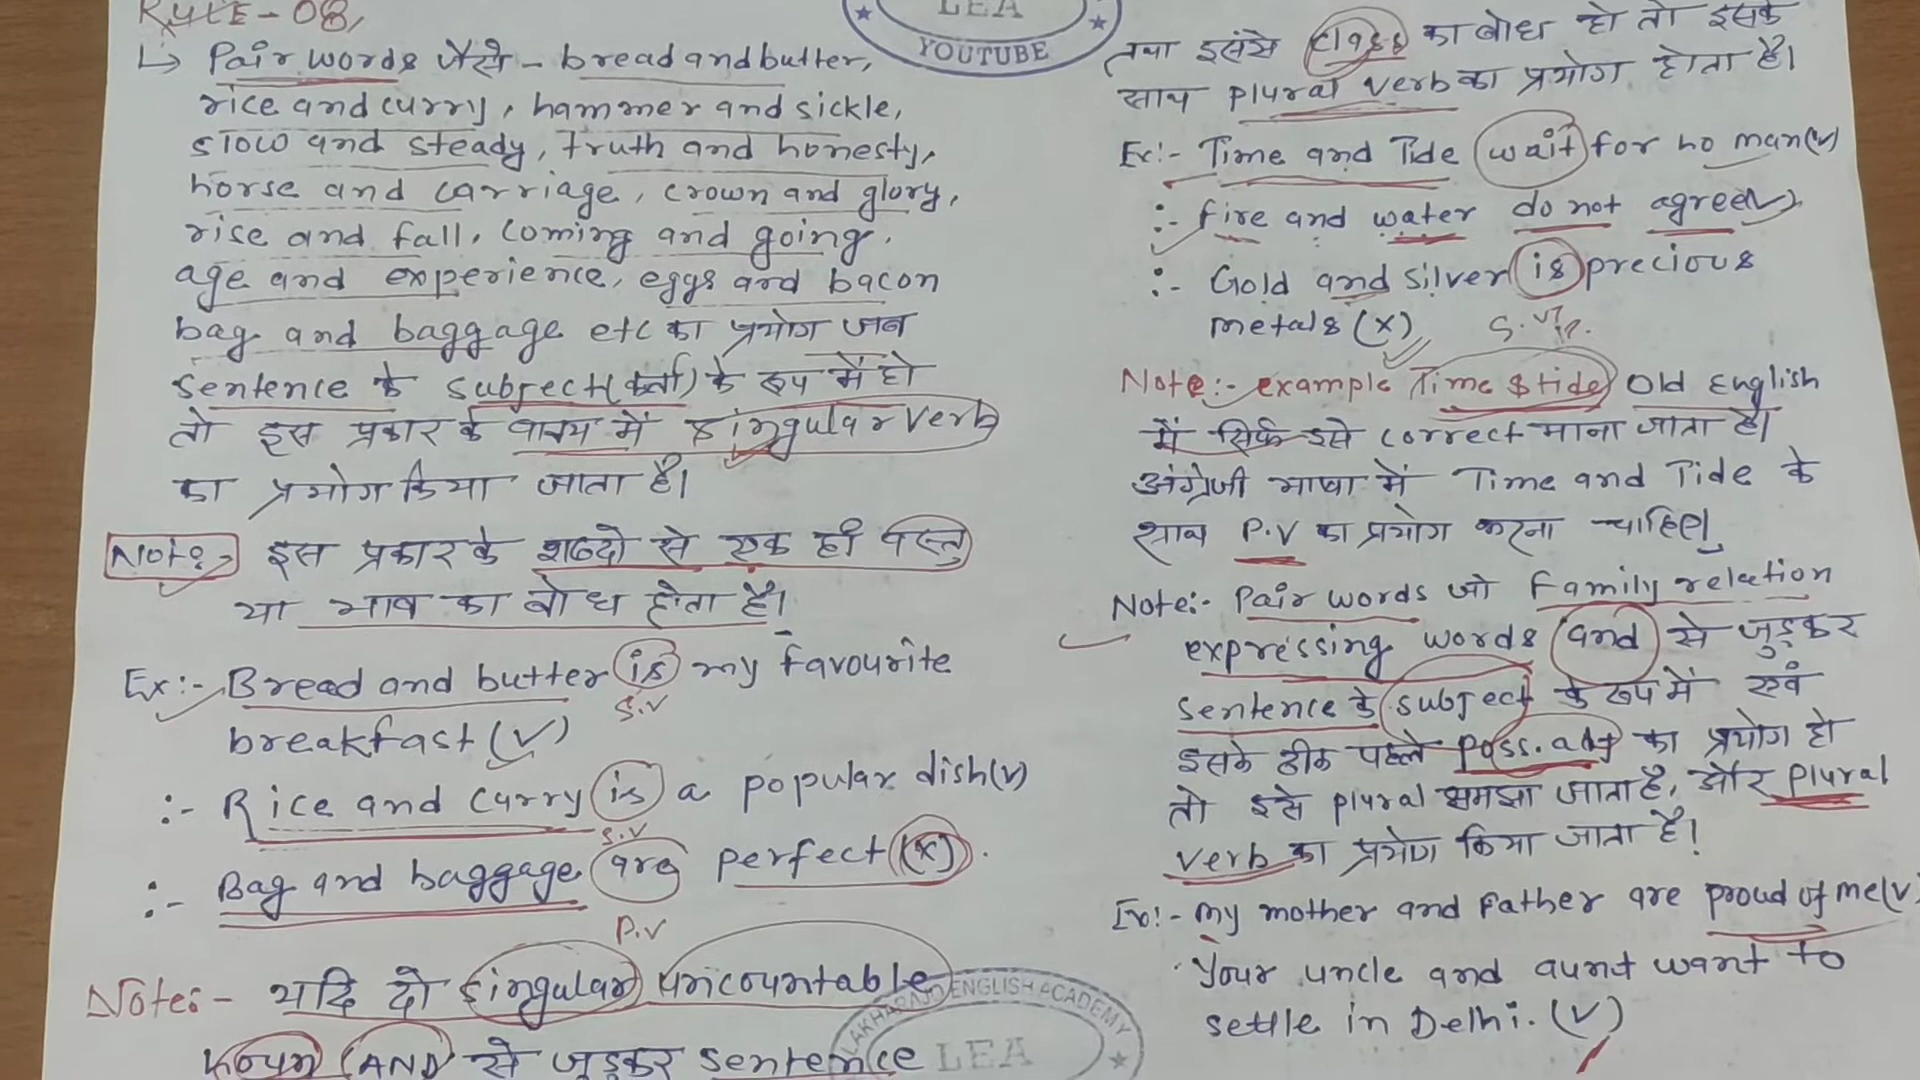 RULE-08,
↳ Pair words जैसे - bread and butter,
rice and curry, hammer and sickle,
slow and steady, truth and honesty,
horse and carriage, crown and glory,
rise and fall, coming and going,
age and experience, eggs and bacon
bag and baggage etc का प्रयोग जब
sentence के subject (कर्ता) के रूप में हो
तो इस प्रकार के वाक्य में singular verb
का प्रयोग किया जाता है।
Note:- इस प्रकार के शब्दो से एक ही वस्तु
या भाव का बोध होता है।
Ex:- Bread and butter is my favourite
S.V
breakfast (v)
:- Rice and curry is a popular dish (v)
S.V
:- Bag and baggage are perfect (x).
P.V
Note:- यदि दो singular uncountable
noun (AND) से जुड़कर sentence
LEA
YOUTUBE
तथा इससे class का बोध हो तो इसके
साथ plural verb का प्रयोग होता है।
Ex:- Time and Tide wait for no man (v)
:- fire and water do not agree (v)
:- Gold and silver is precious
metals (x)
S.V
Note:- example Time & tide Old English
में सिर्फ इसे correct माना जाता है।
अंग्रेजी भाषा में Time and Tide के
साथ P.V का प्रयोग करना चाहिए।
Note:- Pair words जो family relation
expressing words and से जुड़कर
sentence के subject के रूप में एवं
इसके ठीक पहले poss. adj का प्रयोग हो
तो इसे plural समझा जाता है, और plural
verb का प्रयोग किया जाता है।
Ex:- my mother and father are proud of me (v)
Your uncle and aunt want to
settle in Delhi. (v)
LAKHARAJO ENGLISH ACADEMY
LEA